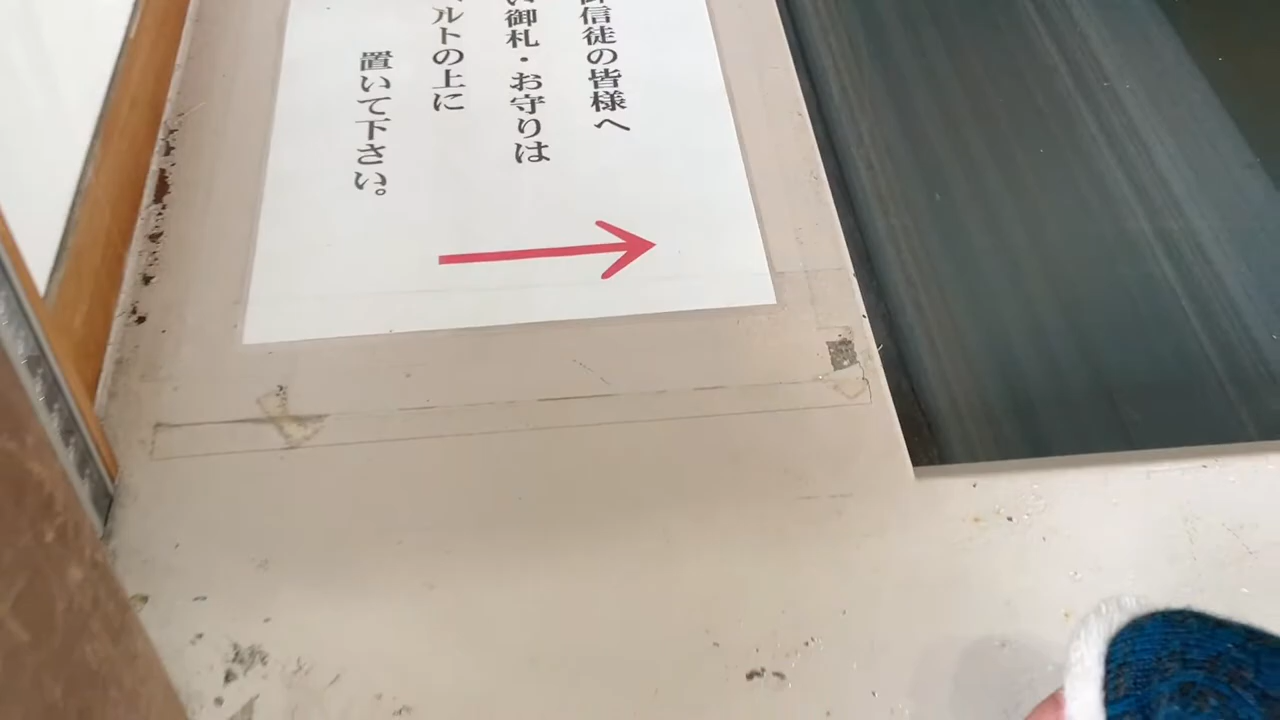 信徒の皆様へ
御札・お守りは
ルトの上に
置いて下さい。